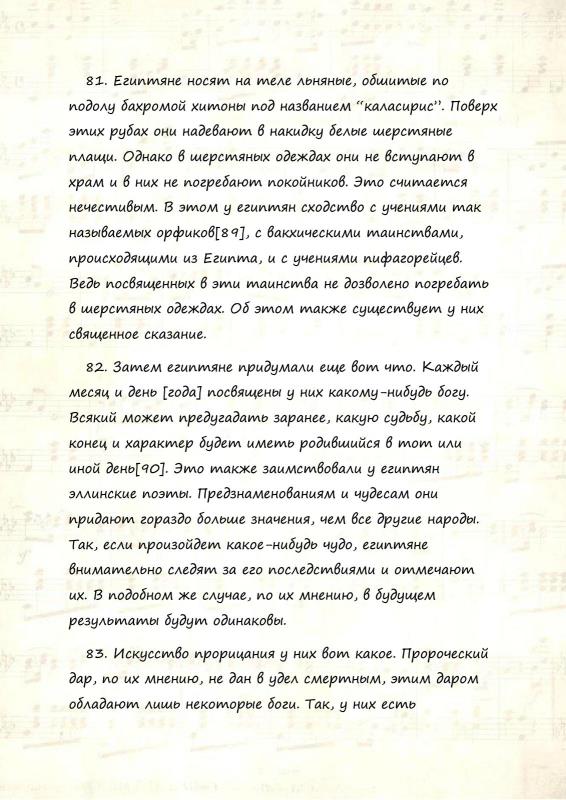 81. Египтяне носят на теле льняные, обшитые по
подолу бахромой хитоны под названием “каласирис”. Поверх
этих рубах они надевают в накидку белые шерстяные
плащи. Однако в шерстяных одеждах они не вступают в
храм и в них не погребают покойников. Это считается
нечестивым. В этом у египтян сходство с учениями так
называемых орфиков[89], с вакхическими таинствами,
происходящими из Египта, и с учениями пифагорейцев.
Ведь посвященных в эти таинства не дозволено погребать
в шерстяных одеждах. Об этом также существует у них
священное сказание.
82. Затем египтяне придумали еще вот что. Каждый
месяц и день [года] посвящены у них какому-нибудь богу.
Всякий может предугадать заранее, какую судьбу, какой
конец и характер будет иметь родившийся в тот или
иной день[90]. Это также заимствовали у египтян
эллинские поэты. Предзнаменованиям и чудесам они
придают гораздо больше значения, чем все другие народы.
Так, если произойдет какое-нибудь чудо, египтяне
внимательно следят за его последствиями и отмечают
их. В подобном же случае, по их мнению, в будущем
результаты будут одинаковы.
83. Искусство прорицания у них вот какое. Пророческий
дар, по их мнению, не дан в удел смертным, этим даром
обладают лишь некоторые боги. Так, у них есть